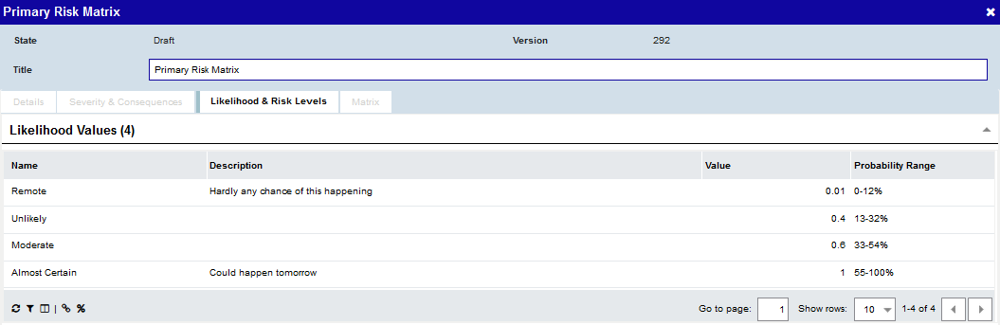 Primary Risk Matrix
State Draft Version 292
Title Primary Risk Matrix
Details Severity & Consequences Likelihood & Risk Levels Matrix
Likelihood Values (4)
Name Description Value Probability Range
Remote Hardly any chance of this happening 0.01 0-12%
Unlikely 0.4 13-32%
Moderate 0.6 33-54%
Almost Certain Could happen tomorrow 1 55-100%
Go to page: 1 Show rows: 10 1-4 of 4